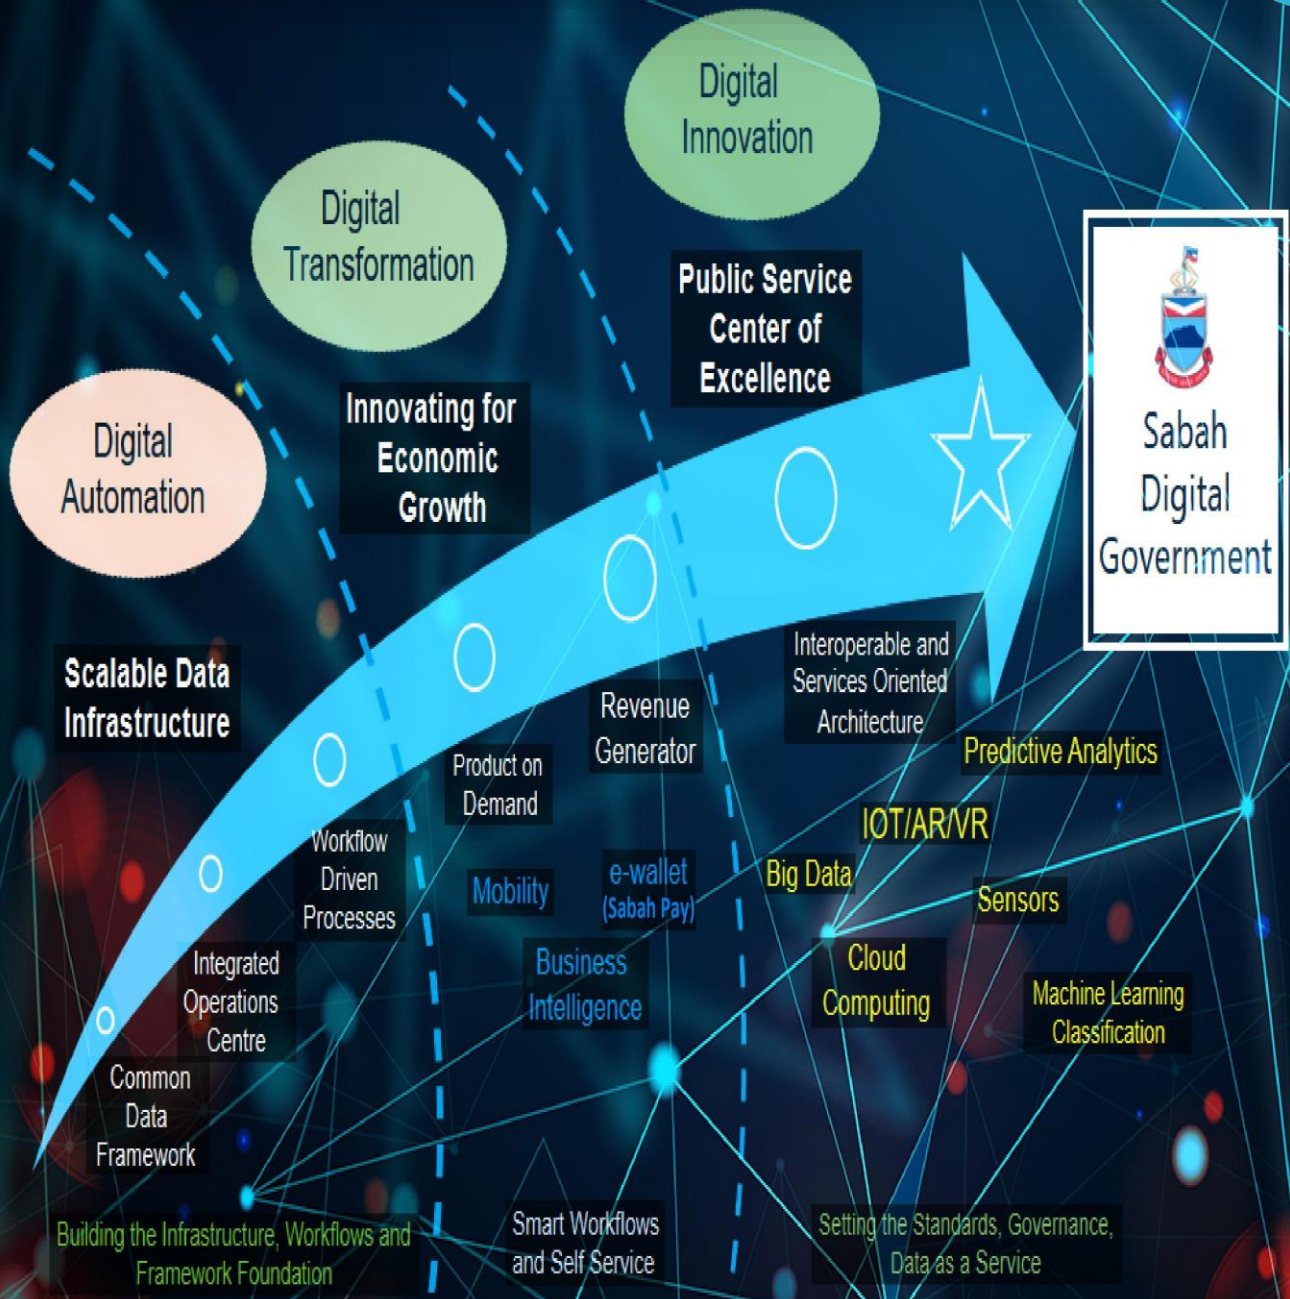 Digital
Innovation
Digital
Transformation
Digital
Automation
Public Service
Center of
Excellence
Innovating for
Economic
Growth
Scalable Data
Infrastructure
Sabah
Digital
Government
Common
Data
Framework
Integrated
Operations
Centre
Workflow
Driven
Processes
Product on
Demand
Revenue
Generator
Interoperable and
Services Oriented
Architecture
Mobility
e-wallet
(Sabah Pay)
Business
Intelligence
Predictive Analytics
IOT/AR/VR
Big Data
Sensors
Cloud
Computing
Machine Learning
Classification
Building the Infrastructure, Workflows and
Framework Foundation
Smart Workflows
and Self Service
Setting the Standards, Governance,
Data as a Service